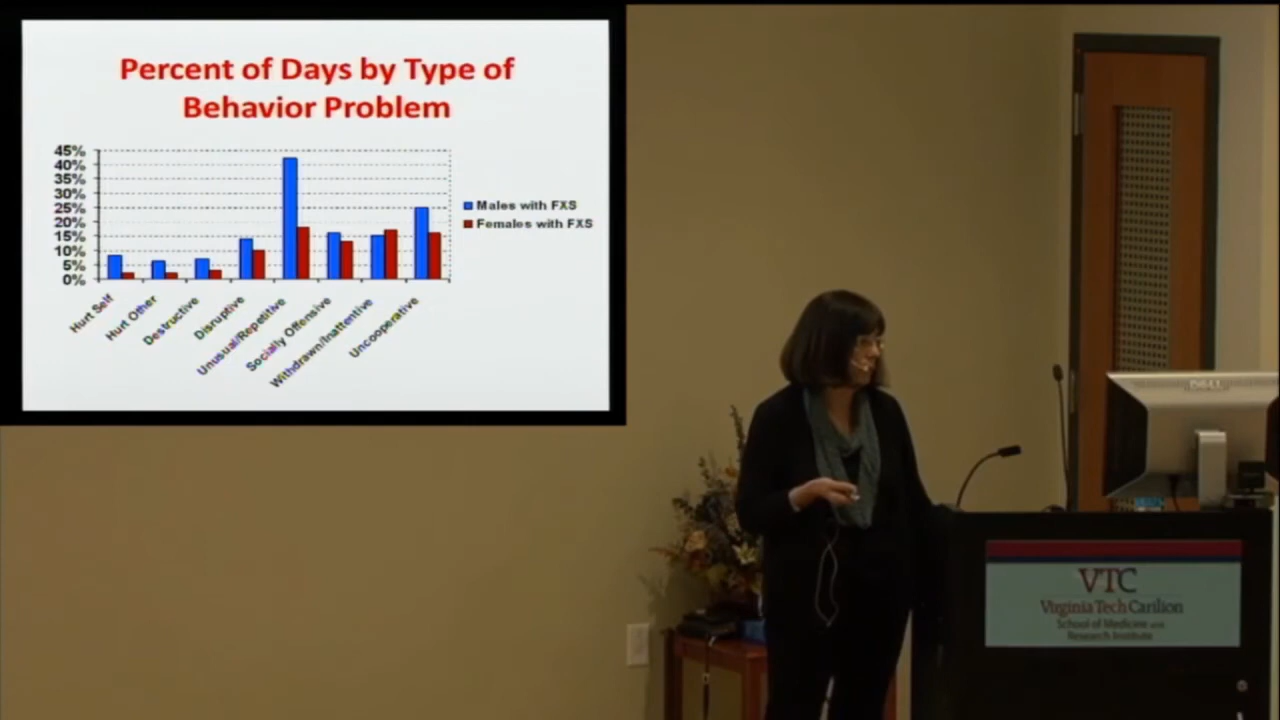 Percent of Days by Type of
Behavior Problem
45%
40%
35%
30%
25%
20%
15%
10%
5%
0%
Hurt Self
Hurt Other
Destructive
Disruptive
Unusual/Repetitive
Socially Offensive
Withdrawn/Inattentive
Uncooperative
Males with FXS
Females with FXS
DELL
VTC
Virginia Tech Carilion
School of Medicine and
Research Institute